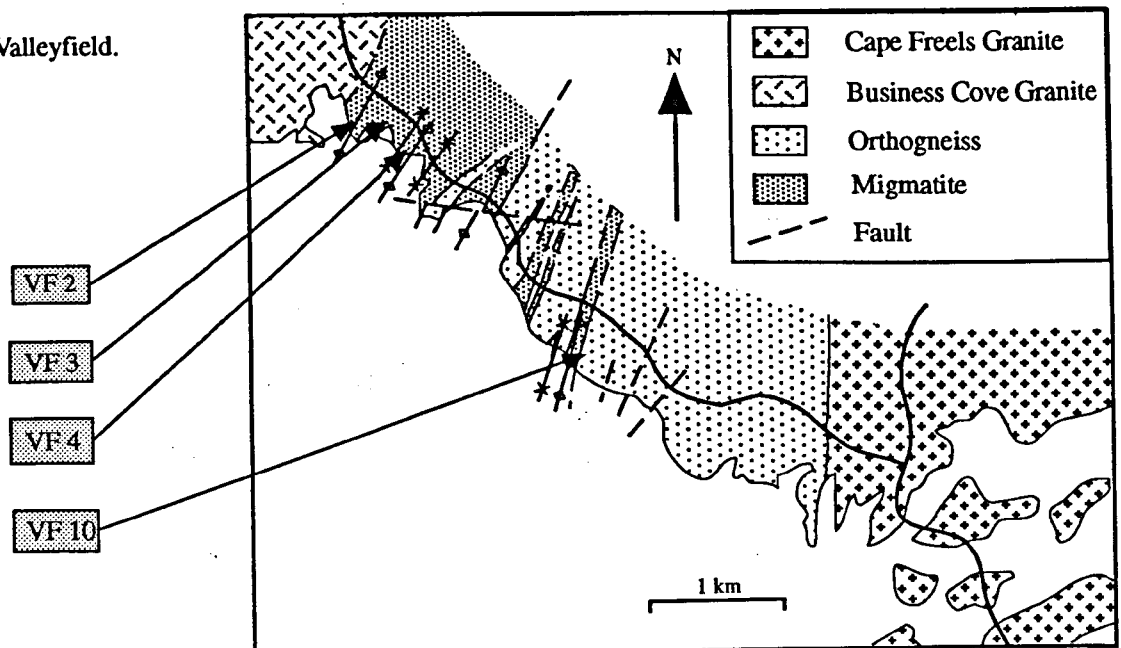 Valleyfield.
N
Cape Freels Granite
Business Cove Granite
Orthogneiss
Migmatite
Fault
VF 2
VF 3
VF 4
VF 10
1 km